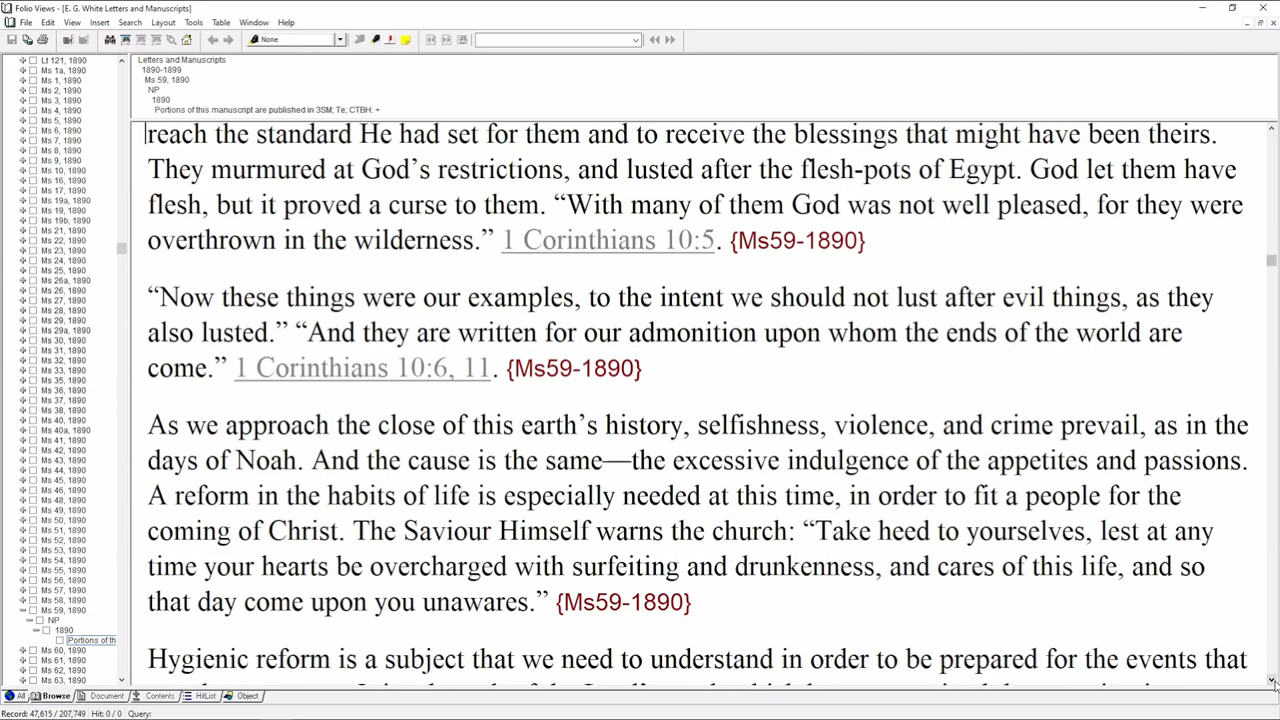 Folio Views - [E. G. White Letters and Manuscripts]
File Edit View Insert Search Layout Tools Table Window Help
None
Letters and Manuscripts
1890-1899
Ms 59, 1890
NP
1890
Portions of this manuscript are published in 3SM; Te; CTBH. +
Lt 121, 1890
Ms 1a, 1890
Ms 1, 1890
Ms 2, 1890
Ms 3, 1890
Ms 4, 1890
Ms 5, 1890
Ms 6, 1890
Ms 7, 1890
Ms 8, 1890
Ms 9, 1890
Ms 10, 1890
Ms 16, 1890
Ms 17, 1890
Ms 19a, 1890
Ms 19, 1890
Ms 19b, 1890
Ms 21, 1890
Ms 22, 1890
Ms 23, 1890
Ms 24, 1890
Ms 25, 1890
Ms 26a, 1890
Ms 26, 1890
Ms 27, 1890
Ms 28, 1890
Ms 29, 1890
Ms 29a, 1890
Ms 30, 1890
Ms 31, 1890
Ms 32, 1890
Ms 33, 1890
Ms 35, 1890
Ms 36, 1890
Ms 37, 1890
Ms 38, 1890
Ms 40, 1890
Ms 40a, 1890
Ms 41, 1890
Ms 42, 1890
Ms 43, 1890
Ms 44, 1890
Ms 45, 1890
Ms 46, 1890
Ms 48, 1890
Ms 49, 1890
Ms 50, 1890
Ms 51, 1890
Ms 52, 1890
Ms 53, 1890
Ms 54, 1890
Ms 55, 1890
Ms 56, 1890
Ms 57, 1890
Ms 58, 1890
Ms 59, 1890
NP
1890
Portions of th
Ms 60, 1890
Ms 61, 1890
Ms 62, 1890
Ms 63, 1890
reach the standard He had set for them and to receive the blessings that might have been theirs.
They murmured at God’s restrictions, and lusted after the flesh-pots of Egypt. God let them have
flesh, but it proved a curse to them. “With many of them God was not well pleased, for they were
overthrown in the wilderness.” 1 Corinthians 10:5. {Ms59-1890}
“Now these things were our examples, to the intent we should not lust after evil things, as they
also lusted.” “And they are written for our admonition upon whom the ends of the world are
come.” 1 Corinthians 10:6, 11. {Ms59-1890}
As we approach the close of this earth’s history, selfishness, violence, and crime prevail, as in the
days of Noah. And the cause is the same—the excessive indulgence of the appetites and passions.
A reform in the habits of life is especially needed at this time, in order to fit a people for the
coming of Christ. The Saviour Himself warns the church: “Take heed to yourselves, lest at any
time your hearts be overcharged with surfeiting and drunkenness, and cares of this life, and so
that day come upon you unawares.” {Ms59-1890}
Hygienic reform is a subject that we need to understand in order to be prepared for the events that
All Browse Document Contents HitList Object
Record: 47,615 / 207,749 Hit: 0 / 0 Query: